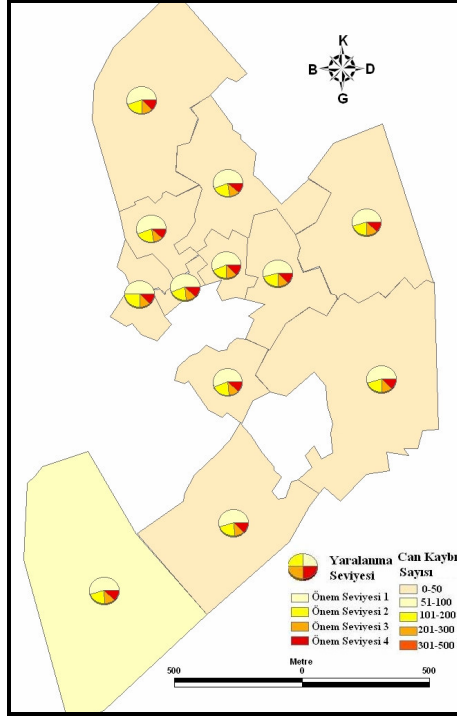 K
B D
G
Yaralanma Seviyesi
Önem Seviyesi 1
Önem Seviyesi 2
Önem Seviyesi 3
Önem Seviyesi 4
Can Kaybı Sayısı
0-50
51-100
101-200
201-300
301-500
Metre
500 0 500